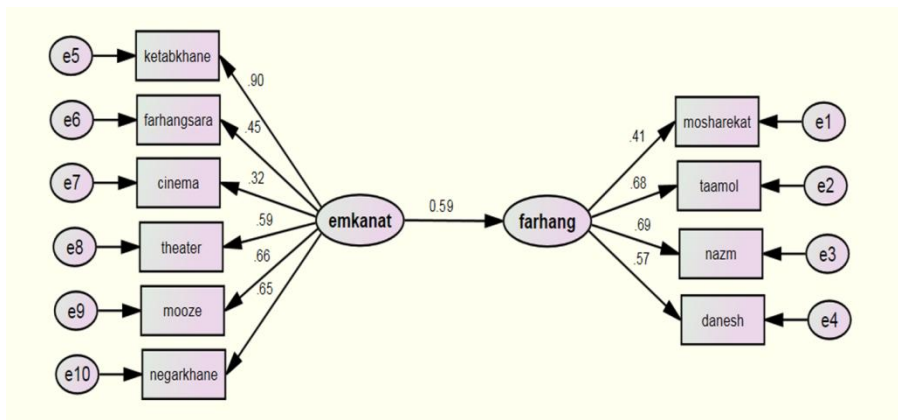 e5
ketabkhane
.90
e6
farhangsara
.45
e7
cinema
.32
e8
theater
.59
e9
mooze
.66
e10
negarkhane
.65
emkanat
0.59
farhang
.41
mosharekat
e1
.68
taamol
e2
.69
nazm
e3
.57
danesh
e4